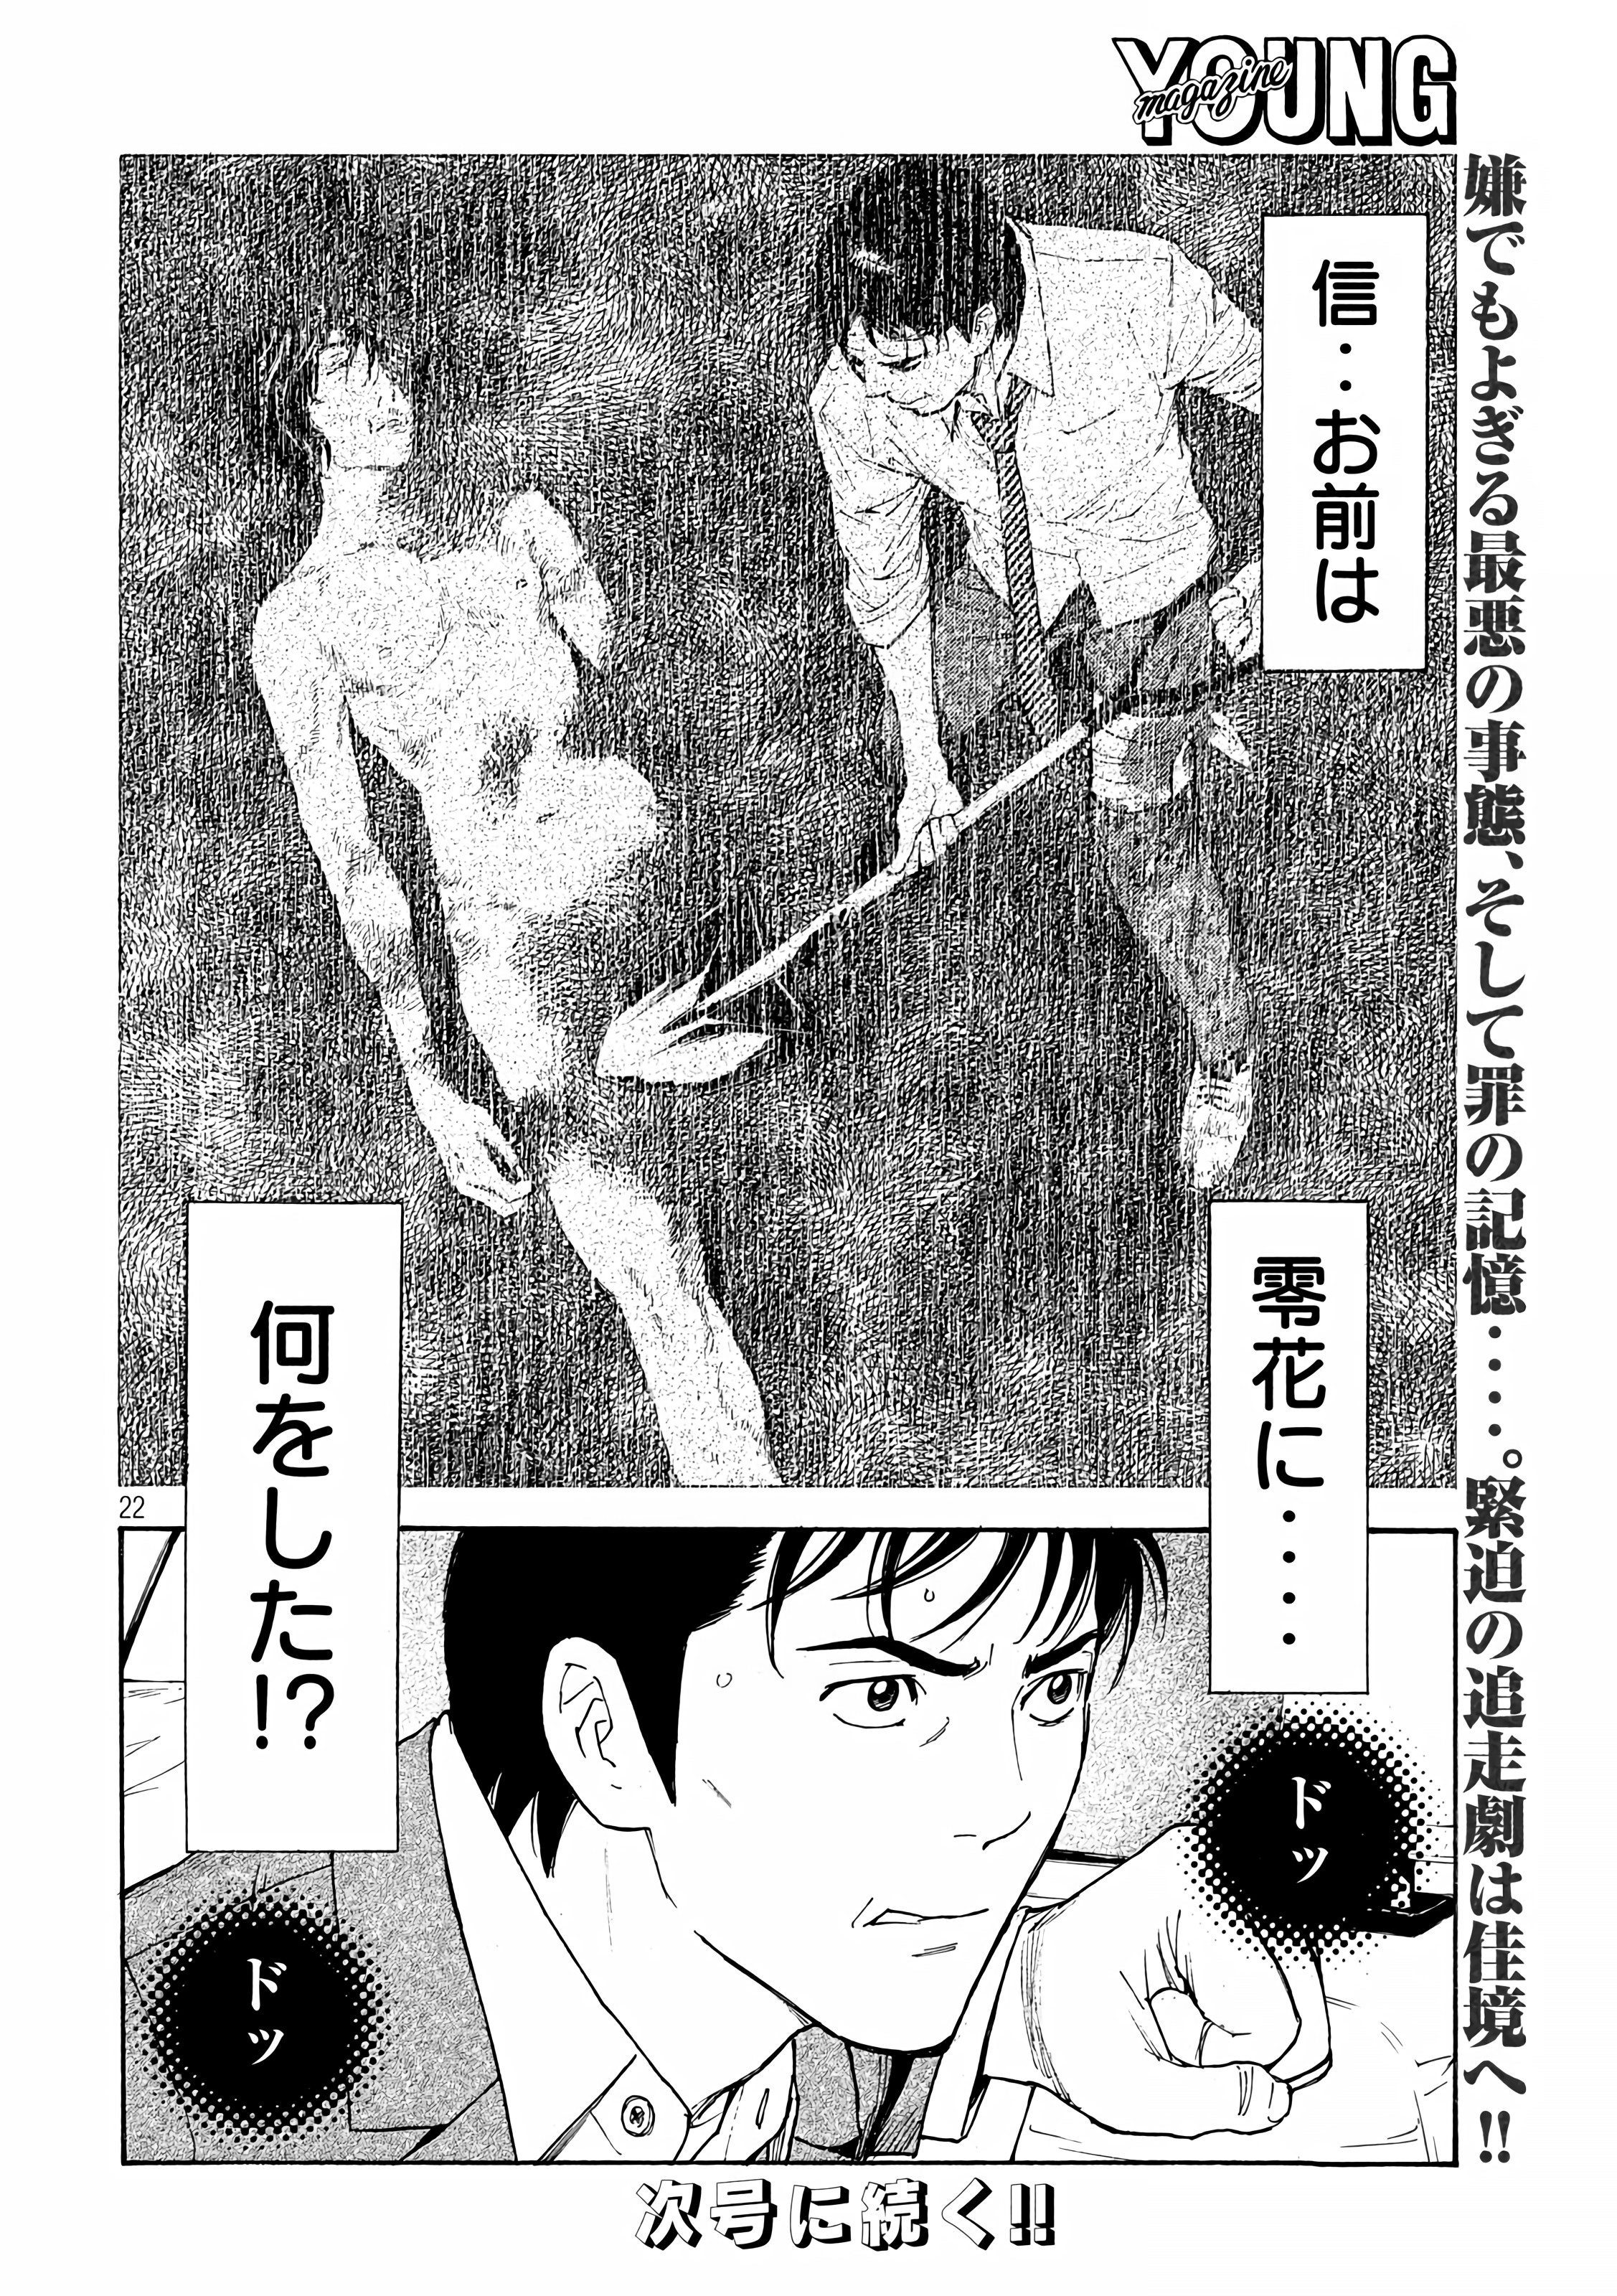 YOUNG
magazine
嫌でもよぎる最悪の事態、そして罪の記憶‥‥‥。緊迫の追走劇は佳境へ!!
信‥お前は
零花に‥‥‥
何をした!?
22
ドッ
ドッ
次号に続く!!